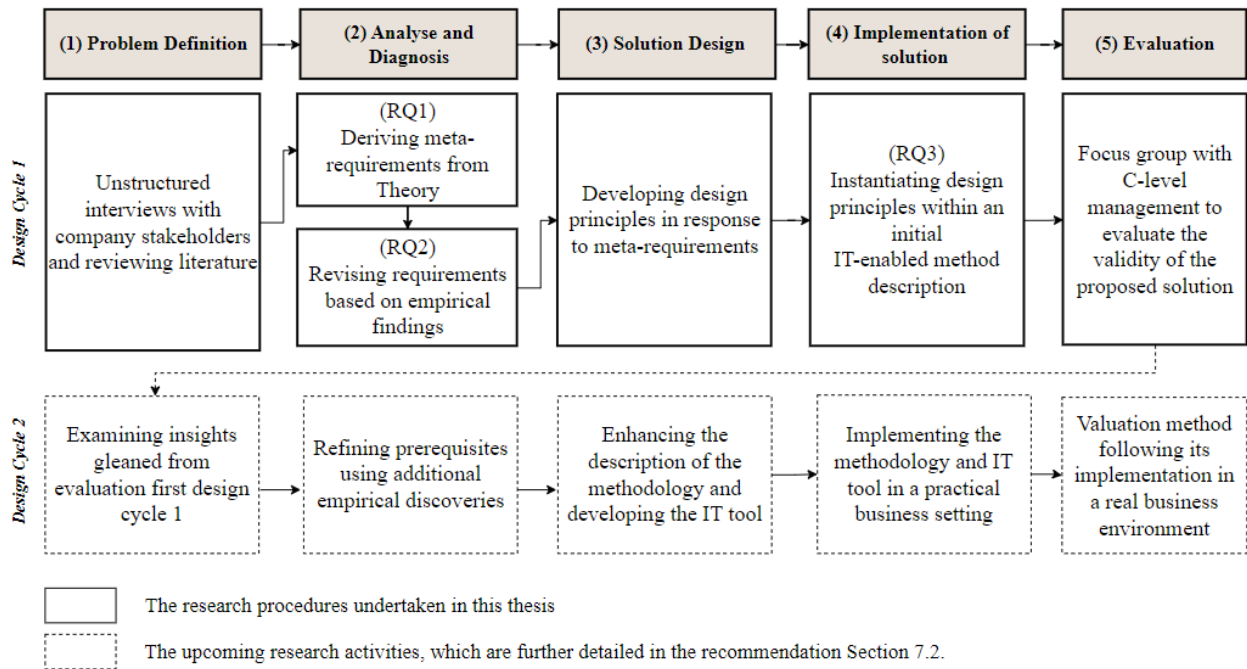 (1) Problem Definition
(2) Analyse and
Diagnosis
(3) Solution Design
(4) Implementation of
solution
(5) Evaluation
Design Cycle 1
Unstructured
interviews with
company stakeholders
and reviewing literature
(RQ1)
Deriving meta-
requirements from
Theory
(RQ2)
Revising requirements
based on empirical
findings
Developing design
principles in response
to meta-requirements
(RQ3)
Instantiating design
principles within an
initial
IT-enabled method
description
Focus group with
C-level
management to
evaluate the
validity of the
proposed solution
Design Cycle 2
Examining insights
gleaned from
evaluation first design
cycle 1
Refining prerequisites
using additional
empirical discoveries
Enhancing the
description of the
methodology and
developing the IT tool
Implementing the
methodology and IT
tool in a practical
business setting
Valuation method
following its
implementation in
a real business
environment
The research procedures undertaken in this thesis
The upcoming research activities, which are further detailed in the recommendation Section 7.2.